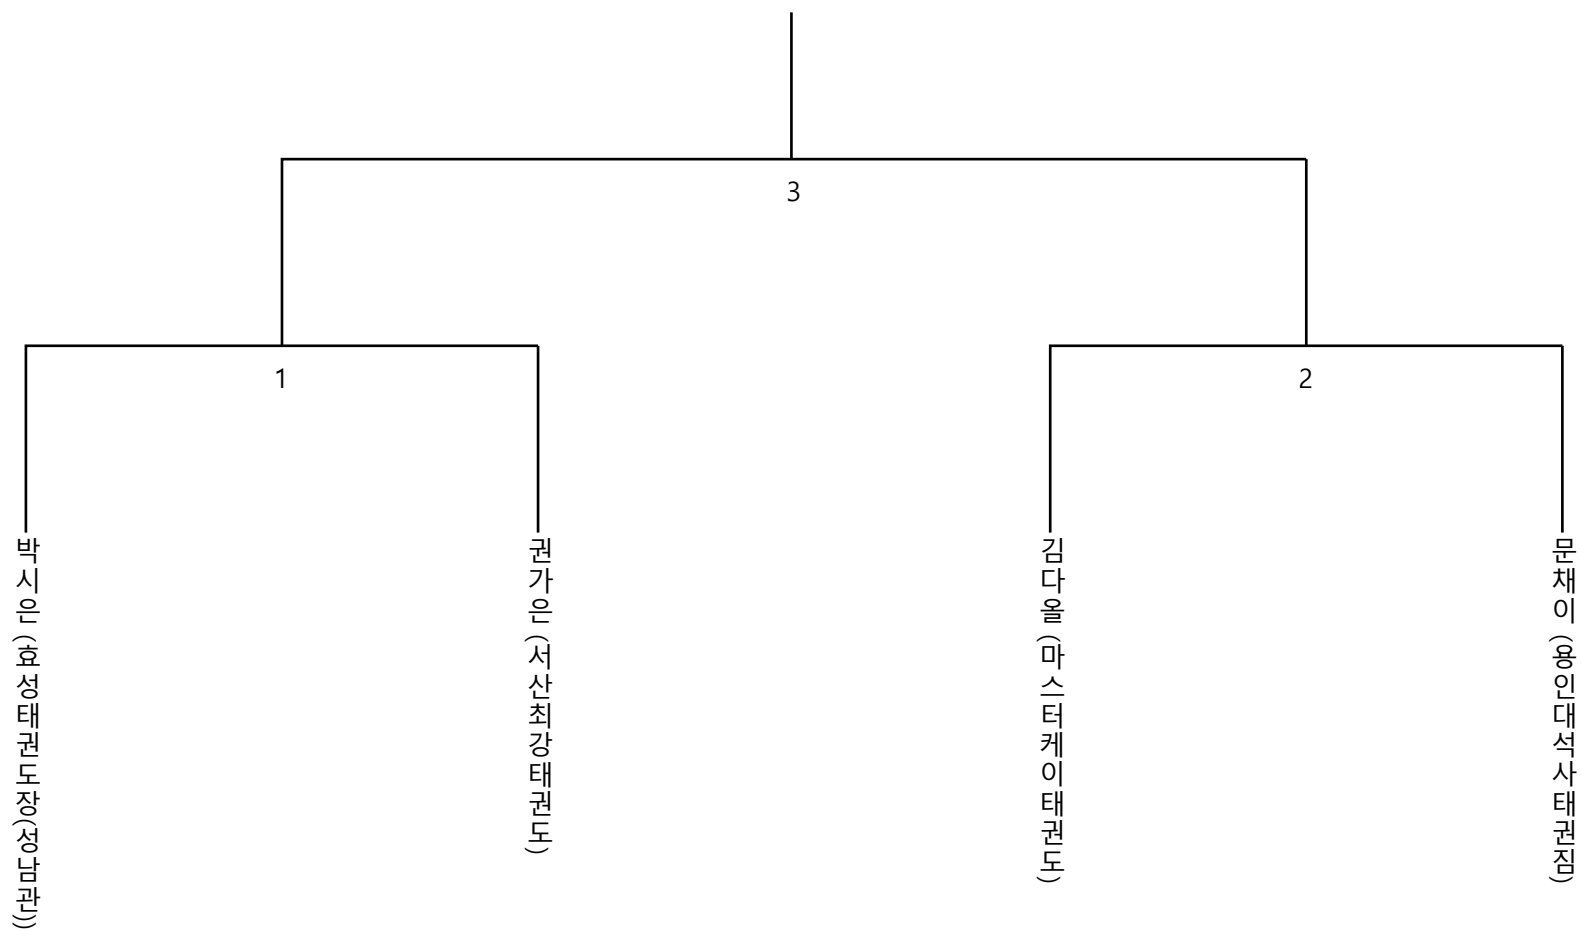 3
1
2
박시은 (효성태권도장(성남관))
권가은 (서산최강태권도)
김다올 (마스터케이태권도)
문채이 (용인대석사태권짐)